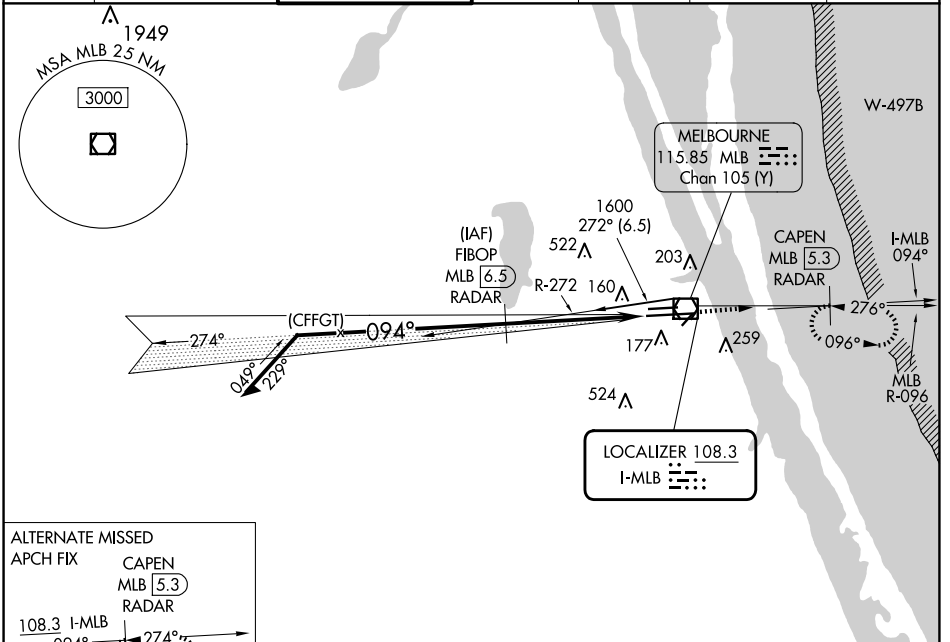 1949
MSA MLB 25 NM
3000
W-497B
MELBOURNE
115.85 MLB
Chan 105 (Y)
1600
272° (6.5)
(IAF)
FIBOP
MLB 6.5
RADAR
522
203
CAPEN
MLB 5.3
RADAR
I-MLB
094°
R-272
160
(CFFGT)
094°
274°
276°
177
259
096°
049°
229°
MLB
R-096
524
LOCALIZER 108.3
I-MLB
ALTERNATE MISSED
APCH FIX
CAPEN
MLB 5.3
RADAR
108.3 I-MLB
094°
274°